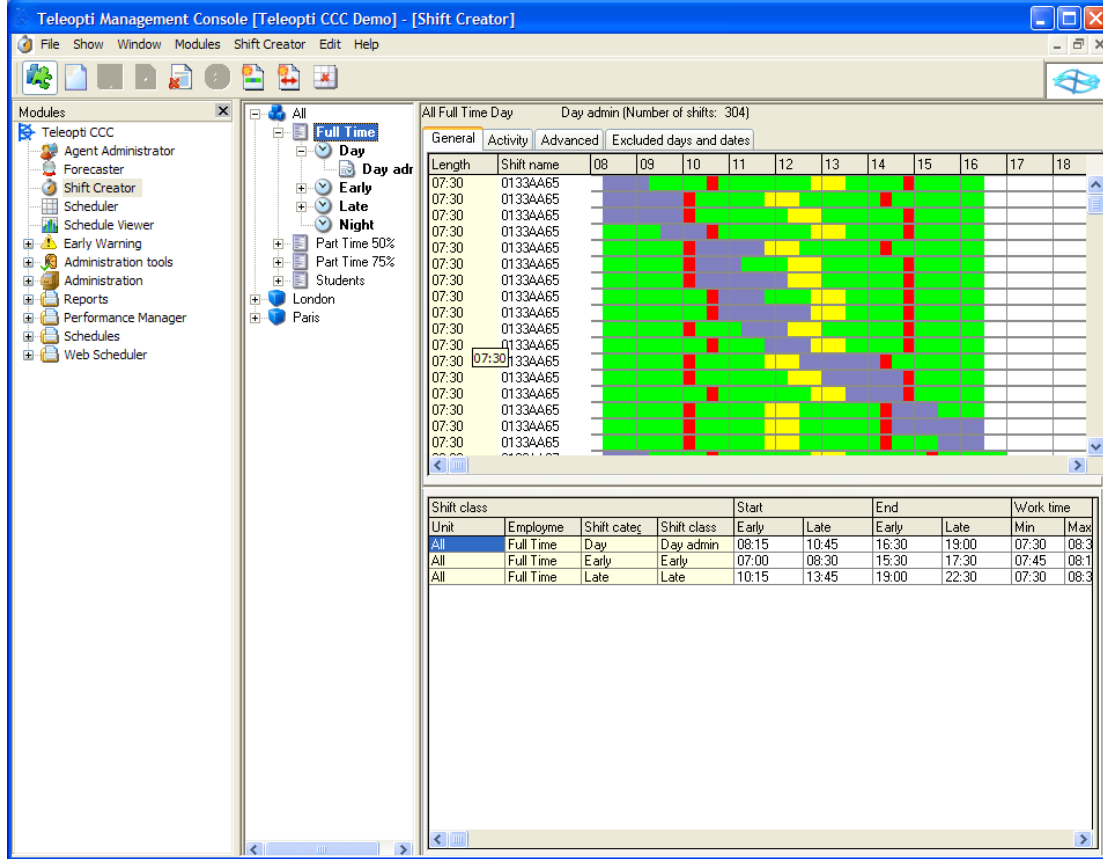 Teleopti Management Console [Teleopti CCC Demo] - [Shift Creator]
File Show Window Modules Shift Creator Edit Help
Modules
Teleopti CCC
Agent Administrator
Forecaster
Shift Creator
Scheduler
Schedule Viewer
Early Warning
Administration tools
Administration
Reports
Performance Manager
Schedules
Web Scheduler
All
Full Time
Day
Day adr
Early
Late
Night
Part Time 50%
Part Time 75%
Students
London
Paris
All Full Time Day Day admin (Number of shifts: 304)
General Activity Advanced Excluded days and dates
Length Shift name 08 09 10 11 12 13 14 15 16 17 18
07:30 0133AA65
07:30 0133AA65
07:30 0133AA65
07:30 0133AA65
07:30 0133AA65
07:30 0133AA65
07:30 0133AA65
07:30 0133AA65
07:30 0133AA65
07:30 0133AA65
07:30 0133AA65
07:30 07:30 133AA65
07:30 0133AA65
07:30 0133AA65
07:30 0133AA65
07:30 0133AA65
07:30 0133AA65
Shift class Start End Work time
Unit Employme Shift categ Shift class Early Late Early Late Min Max
All Full Time Day Day admin 08:15 10:45 16:30 19:00 07:30 08:3
All Full Time Early Early 07:00 08:30 15:30 17:30 07:45 08:1
All Full Time Late Late 10:15 13:45 19:00 22:30 07:30 08:3